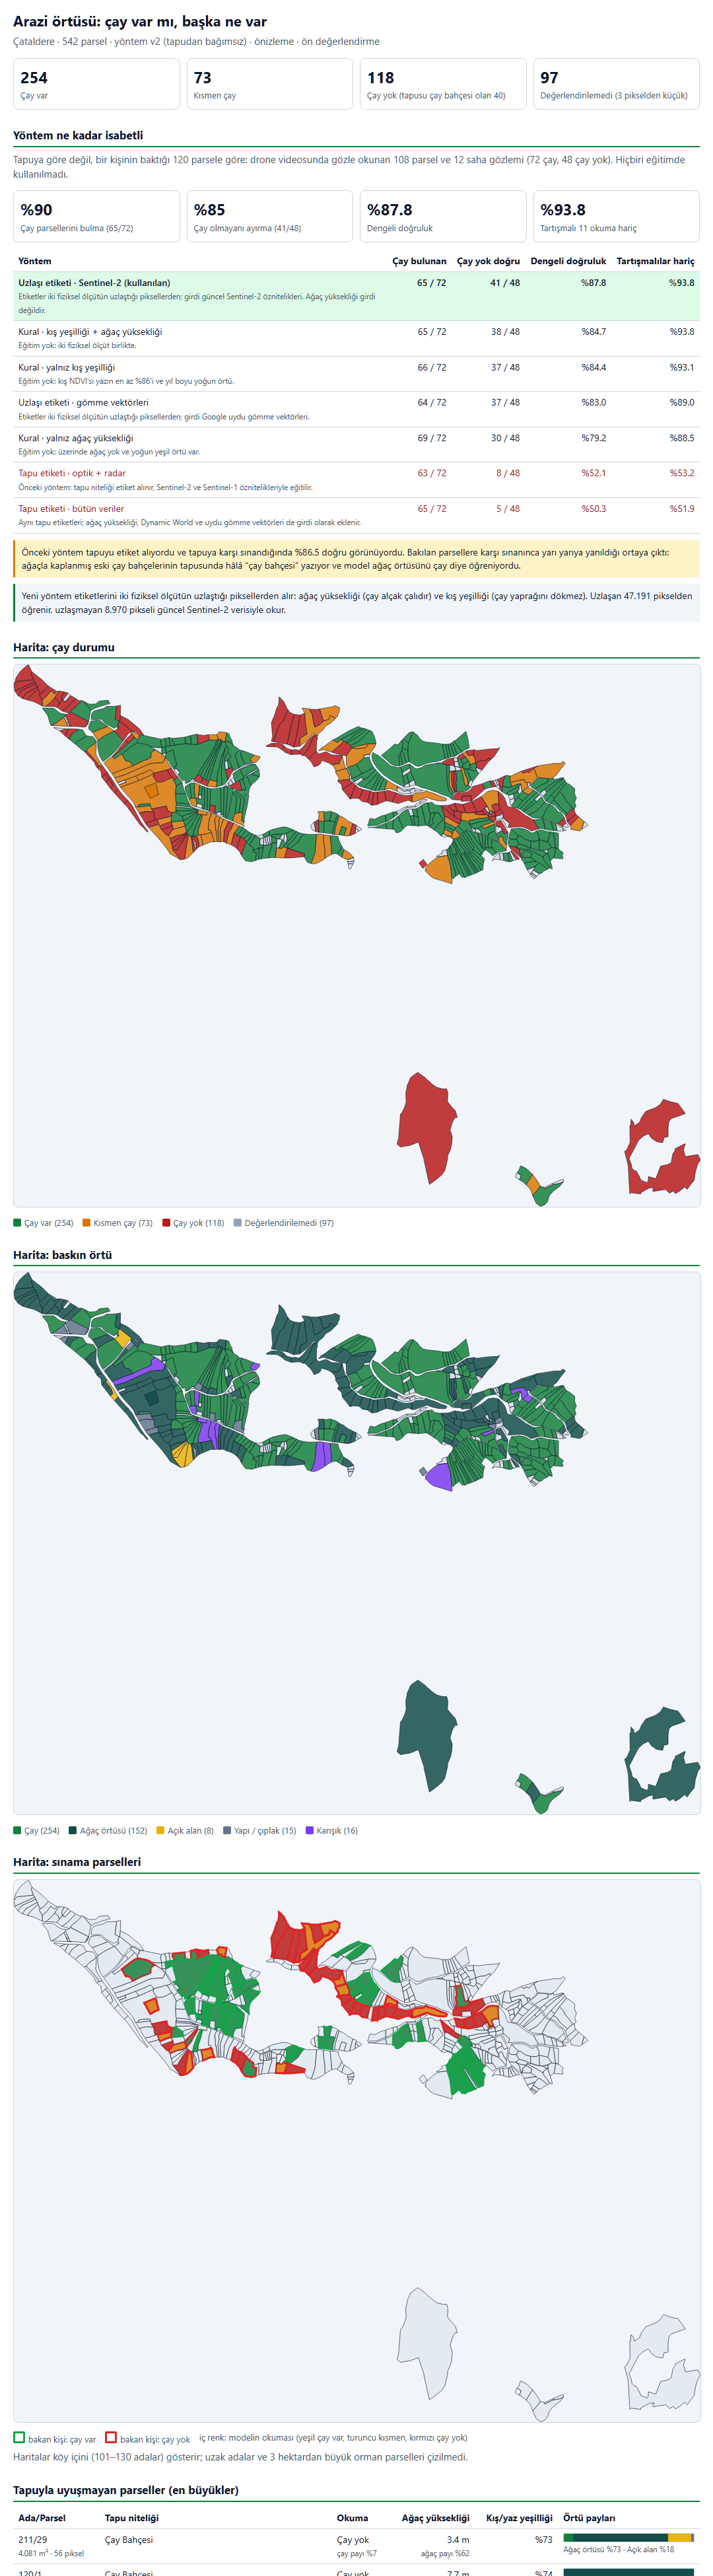 Arazi örtüsü: çay var mı, başka ne var
Çataldere · 542 parsel · yöntem v2 (tapudan bağımsız) · önizleme · ön değerlendirme
254
Çay var
73
Kısmen çay
118
Çay yok (tapusu çay bahçesi olan 40)
97
Değerlendirilemedi (3 pikselden küçük)
Yöntem ne kadar isabetli
Tapuya göre değil, bir kişinin baktığı 120 parsele göre: drone videosunda gözle okunan 108 parsel ve 12 saha gözlemi (72 çay, 48 çay yok). Hiçbiri eğitimde
kullanılmadı.
%90
Çay parsellerini bulma (65/72)
%85
Çay olmayanı ayırma (41/48)
%87.8
Dengeli doğruluk
%93.8
Tartışmalı 11 okuma hariç
Yöntem Çay bulunan Çay yok doğru Dengeli doğruluk Tartışmalılar hariç
Uzlaşı etiketi · Sentinel-2 (kullanılan) 65 / 72 41 / 48 %87.8 %93.8
Etiketler iki fiziksel ölçütün uzlaştığı piksellerden; girdi güncel Sentinel-2 öznitelikleri. Ağaç yüksekliği girdi
değildir.
Kural · kış yeşilliği + ağaç yüksekliği 65 / 72 38 / 48 %84.7 %93.8
Eğitim yok: iki fiziksel ölçüt birlikte.
Kural · yalnız kış yeşilliği 66 / 72 37 / 48 %84.4 %93.1
Eğitim yok: kış NDVI'si yazın en az %86'i ve yıl boyu yoğun örtü.
Uzlaşı etiketi · gömme vektörleri 64 / 72 37 / 48 %83.0 %89.0
Etiketler iki fiziksel ölçütün uzlaştığı piksellerden; girdi Google uydu gömme vektörleri.
Kural · yalnız ağaç yüksekliği 69 / 72 30 / 48 %79.2 %88.5
Eğitim yok: üzerinde ağaç yok ve yoğun yeşil örtü var.
Tapu etiketi · optik + radar 63 / 72 8 / 48 %52.1 %53.2
Önceki yöntem: tapu niteliği etiket alınır, Sentinel-2 ve Sentinel-1 öznitelikleriyle eğitilir.
Tapu etiketi · bütün veriler 65 / 72 5 / 48 %50.3 %51.9
Aynı tapu etiketleri; ağaç yüksekliği, Dynamic World ve uydu gömme vektörleri de girdi olarak eklenir.
Önceki yöntem tapuyu etiket alıyordu ve tapuya karşı sınandığında %86.5 doğru görünüyordu. Bakılan parsellere karşı sınanınca yarı yarıya yanıldığı ortaya çıktı:
ağaçla kaplanmış eski çay bahçelerinin tapusunda hâlâ “çay bahçesi” yazıyor ve model ağaç örtüsünü çay diye öğreniyordu.
Yeni yöntem etiketlerini iki fiziksel ölçütün uzlaştığı piksellerden alır: ağaç yüksekliği (çay alçak çalıdır) ve kış yeşilliği (çay yaprağını dökmez). Uzlaşan 47.191 pikselden
öğrenir, uzlaşmayan 8.970 pikseli güncel Sentinel-2 verisiyle okur.
Harita: çay durumu
Çay var (254) Kısmen çay (73) Çay yok (118) Değerlendirilemedi (97)
Harita: baskın örtü
Çay (254) Ağaç örtüsü (152) Açık alan (8) Yapı / çıplak (15) Karışık (16)
Harita: sınama parselleri
bakan kişi: çay var bakan kişi: çay yok iç renk: modelin okuması (yeşil çay var, turuncu kısmen, kırmızı çay yok)
Haritalar köy içini (101–130 adalar) gösterir; uzak adalar ve 3 hektardan büyük orman parselleri çizilmedi.
Tapuyla uyuşmayan parseller (en büyükler)
Ada/Parsel Tapu niteliği Okuma Ağaç yüksekliği Kış/yaz yeşilliği Örtü payları
211/29 Çay Bahçesi Çay yok 3.4 m %73
4.081 m² · 56 piksel çay payı %7 ağaç payı %62 Ağaç örtüsü %73 · Açık alan %18
120/1 Çay Bahçesi Çay yok 7.7 m %74